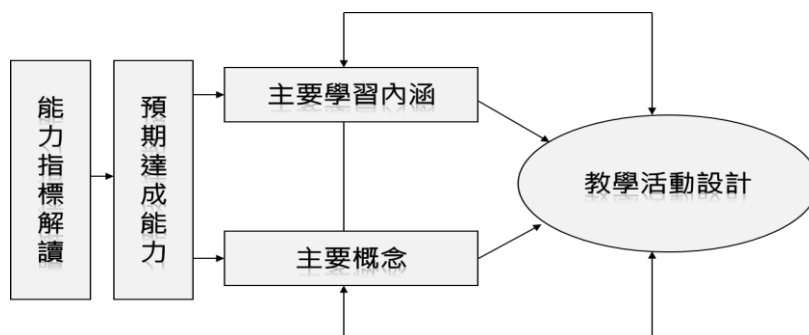 能力指標解讀
預期達成能力
主要學習內涵
主要概念
教學活動設計